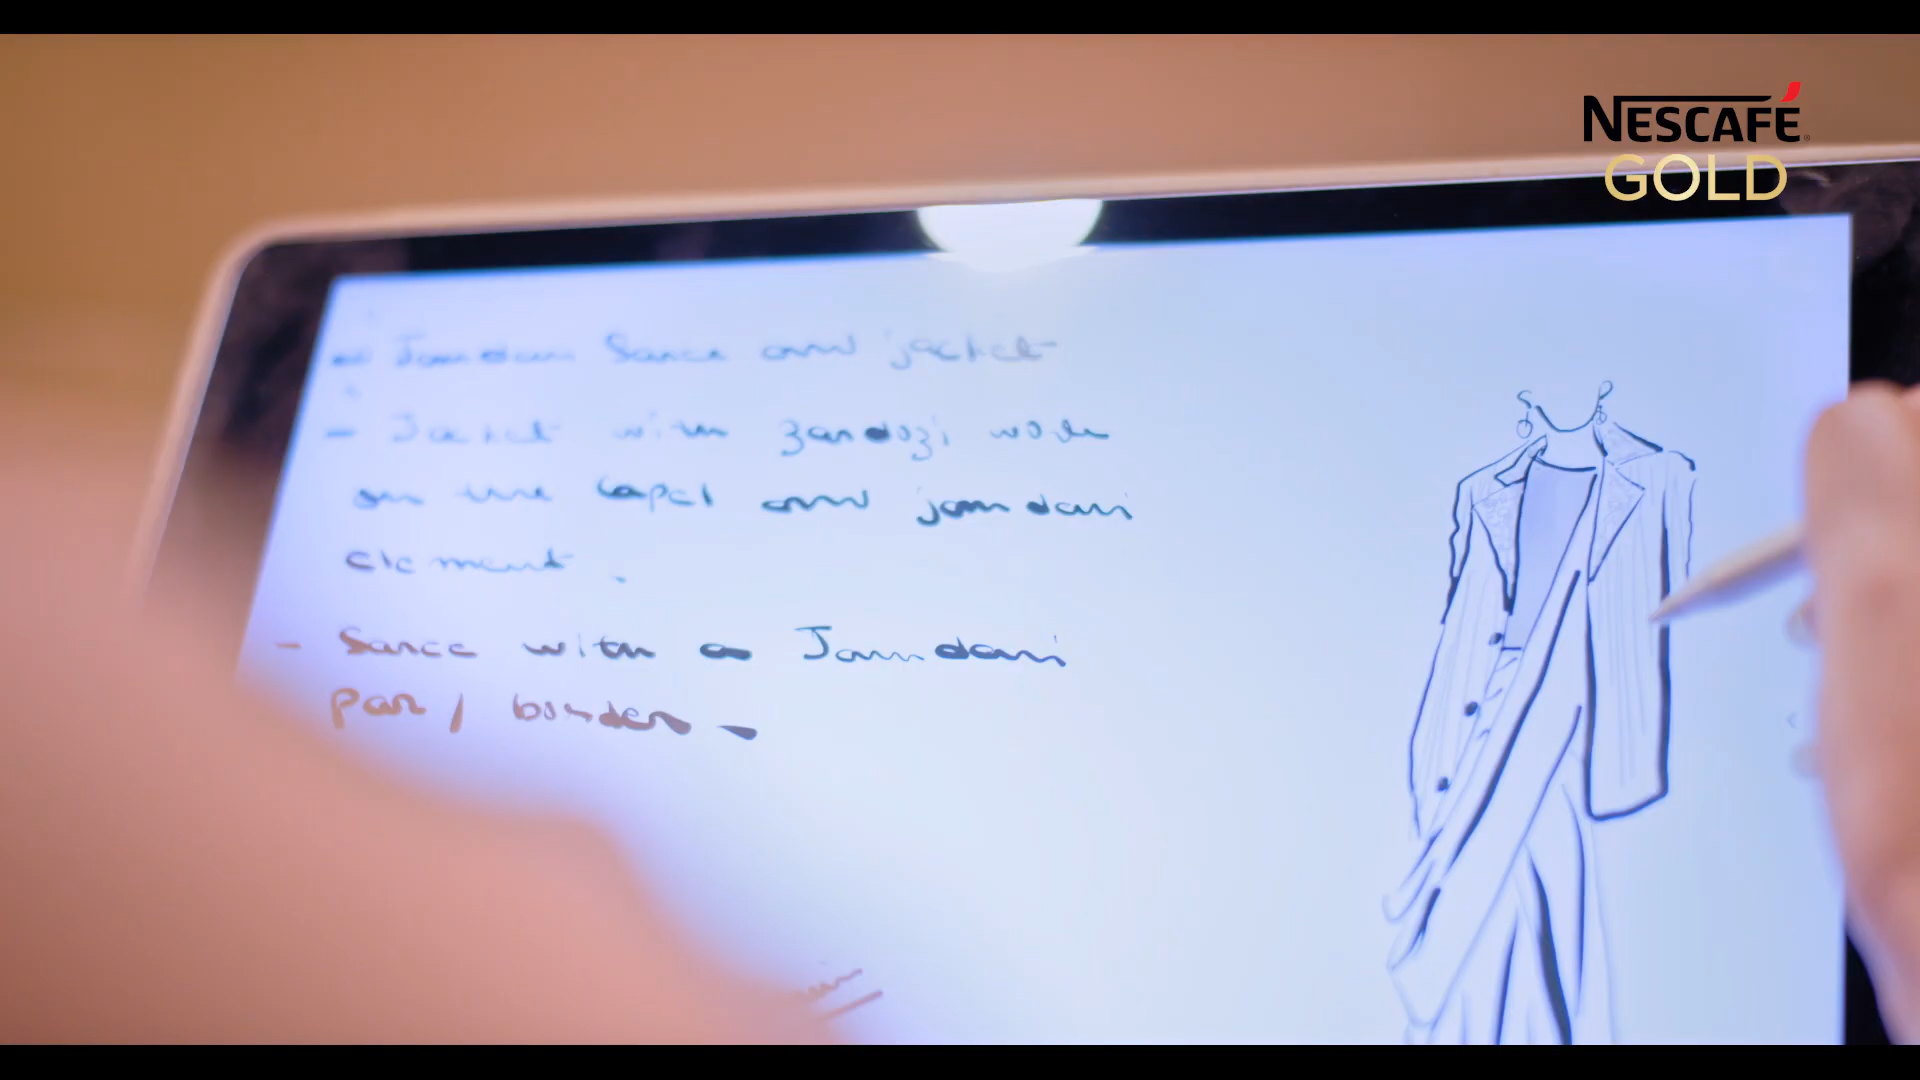 NESCAFÉ
GOLD
- Jamdani Saree and jacket
- Jacket with zardozi work
on the lapel and jamdani
element.
- Saree with a Jamdani
par / border -